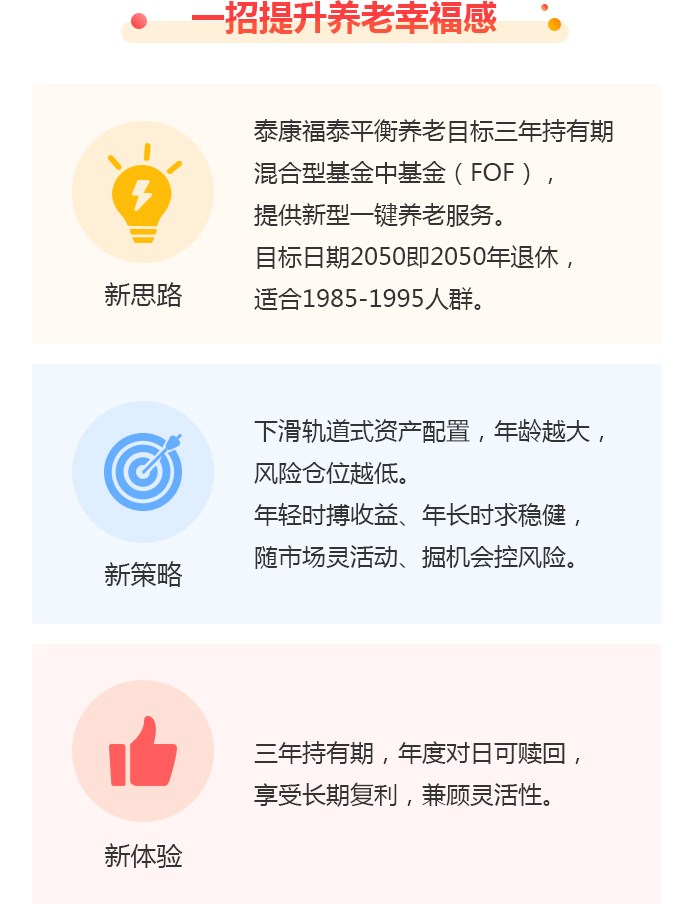 一招提升养老幸福感
泰康福泰平衡养老目标三年持有期
混合型基金中基金（FOF），
提供新型一键养老服务。
目标日期2050即2050年退休，
适合1985-1995人群。
新思路
下滑轨道式资产配置，年龄越大，
风险仓位越低。
年轻时搏收益、年长时求稳健，
随市场灵活动、掘机会控风险。
新策略
三年持有期，年度对日可赎回，
享受长期复利，兼顾灵活性。
新体验